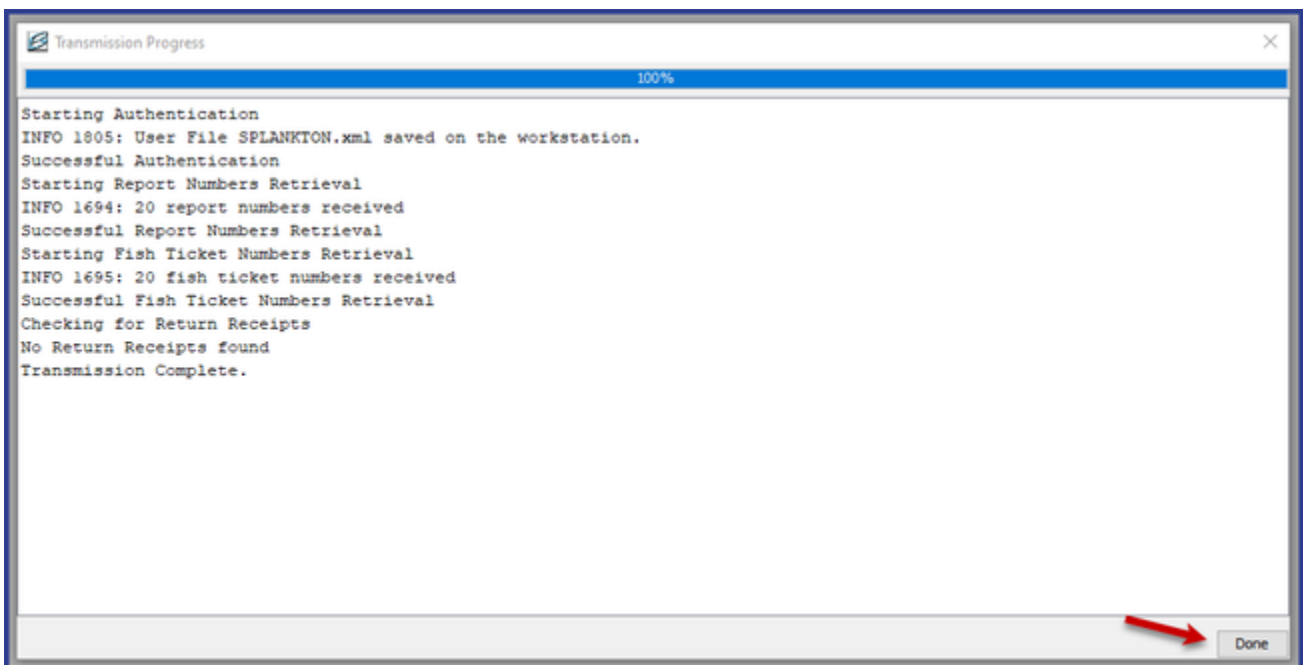 Transmission Progress
100%
Starting Authentication
INFO 1805: User File SPLANKTON.xml saved on the workstation.
Successful Authentication
Starting Report Numbers Retrieval
INFO 1694: 20 report numbers received
Successful Report Numbers Retrieval
Starting Fish Ticket Numbers Retrieval
INFO 1695: 20 fish ticket numbers received
Successful Fish Ticket Numbers Retrieval
Checking for Return Receipts
No Return Receipts found
Transmission Complete.
Done